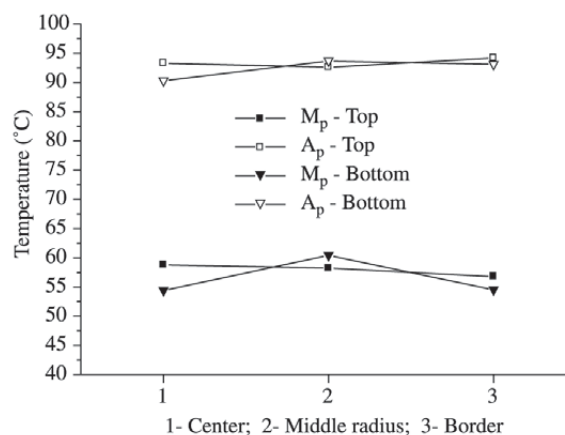 100
95
90
85
80
75
70
65
60
55
50
45
40
Temperature (˚C)
Mp - Top
Ap - Top
Mp - Bottom
Ap - Bottom
1 2 3
1- Center; 2- Middle radius; 3- Border